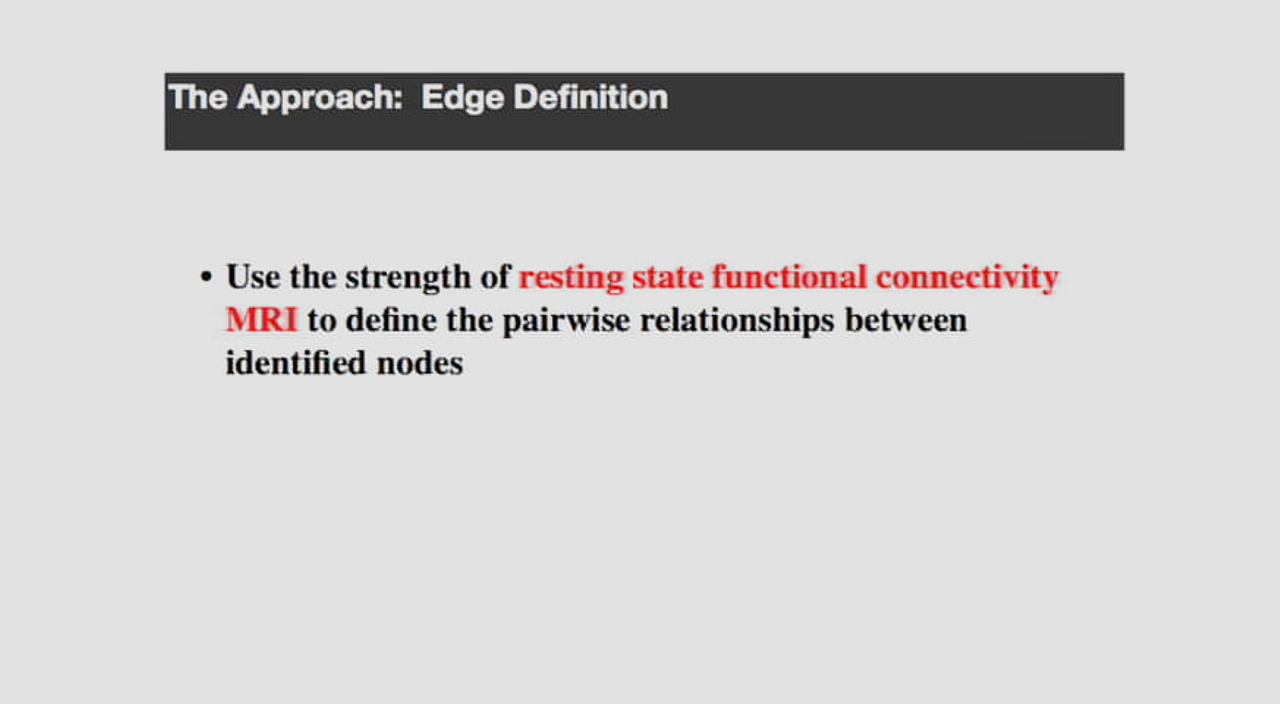 The Approach:  Edge Definition
• Use the strength of resting state functional connectivity
MRI to define the pairwise relationships between
identified nodes